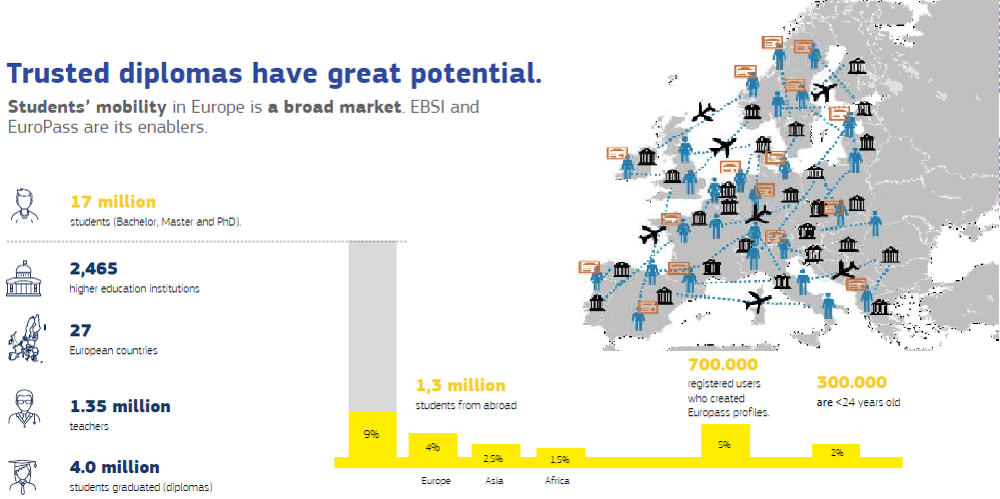 Trusted diplomas have great potential.
Students’ mobility in Europe is a broad market. EBSI and
EuroPass are its enablers.
17 million
students (Bachelor, Master and PhD).
2,465
higher education institutions
27
European countries
1.35 million
teachers
4.0 million
students graduated (diplomas)
1,3 million
students from abroad
700.000
registered users
who created
Europass profiles.
300.000
are <24 years old
9%
4%
2,5%
1,5%
5%
2%
Europe
Asia
Africa